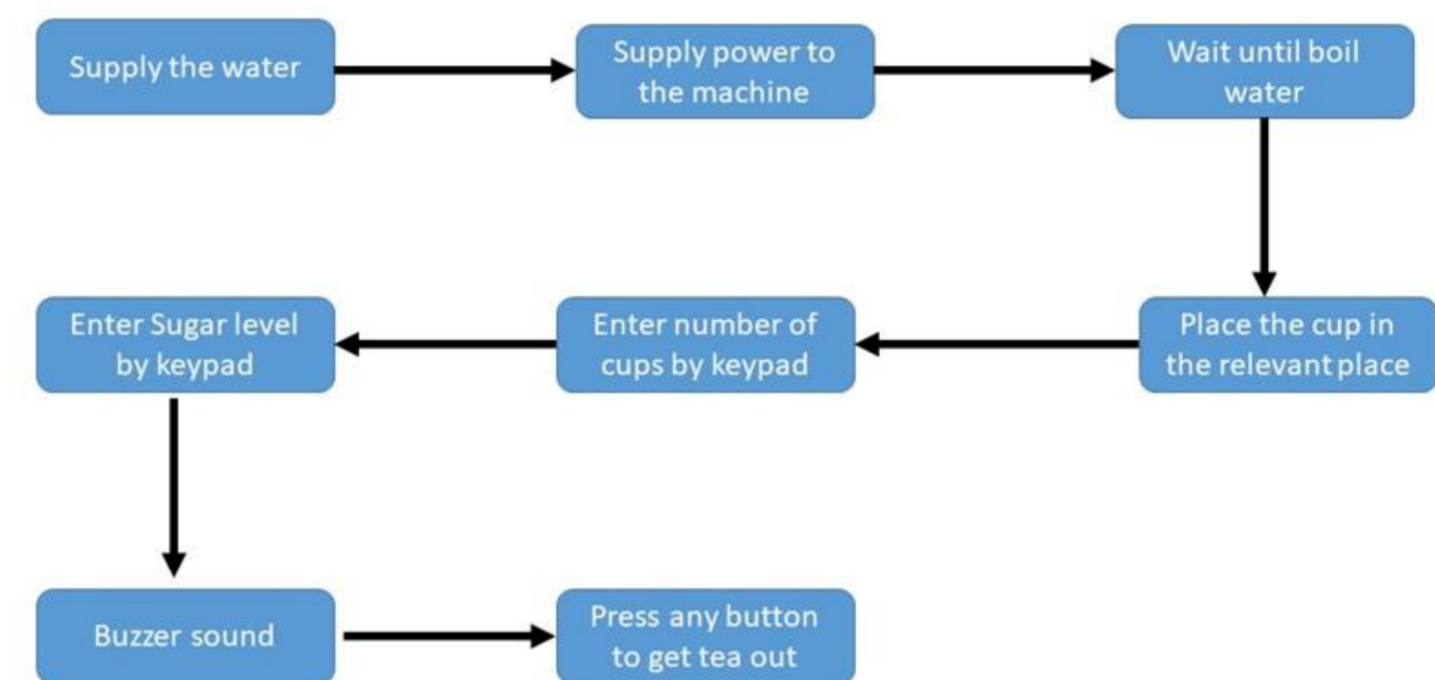 Supply the water
Supply power to
the machine
Wait until boil
water
Place the cup in
the relevant place
Enter number of
cups by keypad
Enter Sugar level
by keypad
Buzzer sound
Press any button
to get tea out